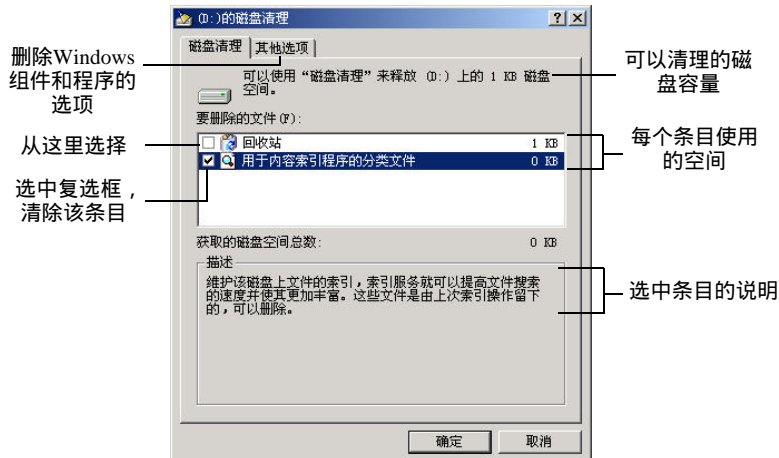 (D:)的磁盘清理
磁盘清理 其他选项
可以使用“磁盘清理”来释放 (D:) 上的 1 KB 磁盘
空间。
要删除的文件(F):
回收站 1 KB
用于内容索引程序的分类文件 0 KB
获取的磁盘空间总数: 0 KB
描述
维护该磁盘上文件的索引,索引服务就可以提高文件搜索
的速度并使其更加丰富。这些文件是由上次索引操作留下
的,可以删除。
确定 取消
删除Windows
组件和程序的
选项
从这里选择
选中复选框,
清除该条目
可以清理的磁
盘容量
每个条目使用
的空间
选中条目的说明